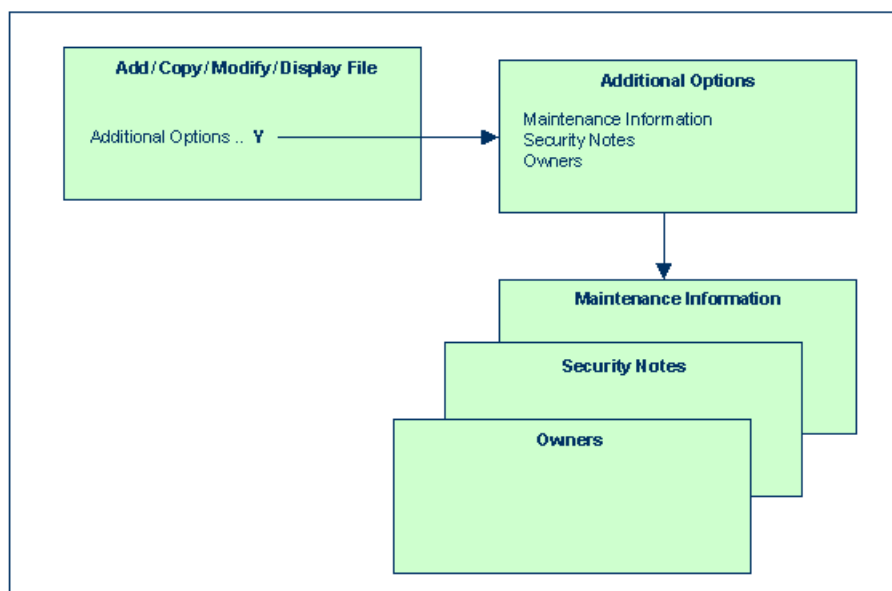 Add/Copy/Modify/Display File
Additional Options .. Y
Additional Options
Maintenance Information
Security Notes
Owners
Maintenance Information
Security Notes
Owners